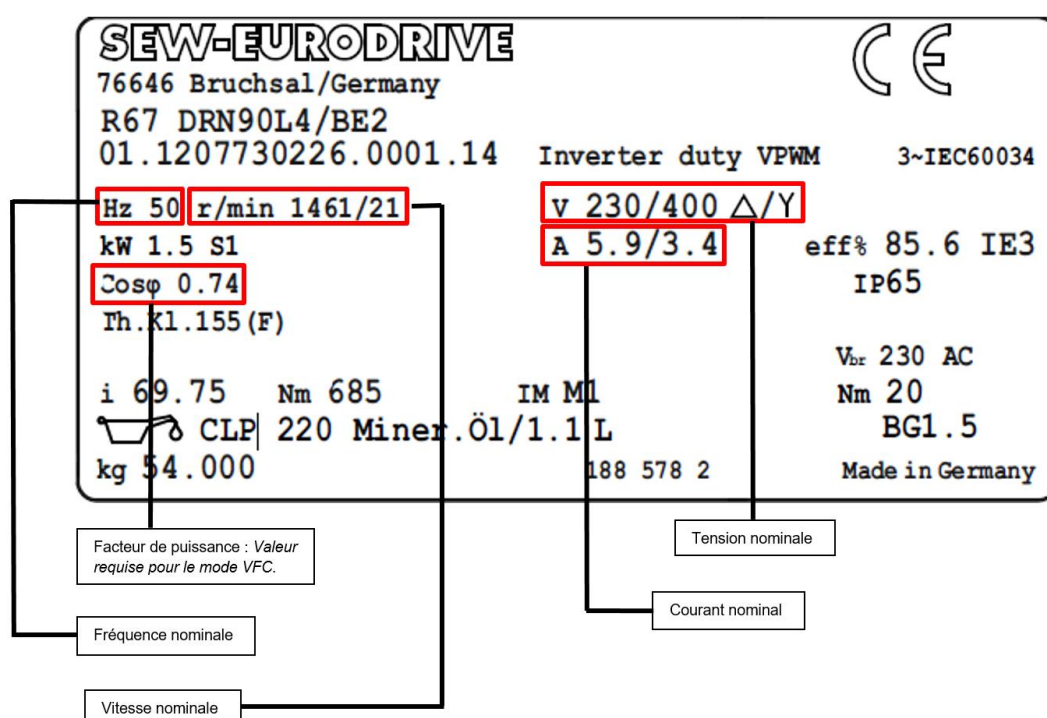 SEW-EURODRIVE
CE
76646 Bruchsal/Germany
R67 DRN90L4/BE2
01.1207730226.0001.14 Inverter duty VPWM 3~IEC60034
Hz 50 r/min 1461/21 V 230/400 △/Y
kW 1.5 S1 A 5.9/3.4 eff% 85.6 IE3
Cosφ 0.74 IP65
Th.Kl.155(F)
Vbr 230 AC
i 69.75 Nm 685 IM M1 Nm 20
CLP 220 Miner.Öl/1.1 L BG1.5
kg 54.000 188 578 2 Made in Germany
Tension nominale
Facteur de puissance : Valeur
requise pour le mode VFC.
Courant nominal
Fréquence nominale
Vitesse nominale